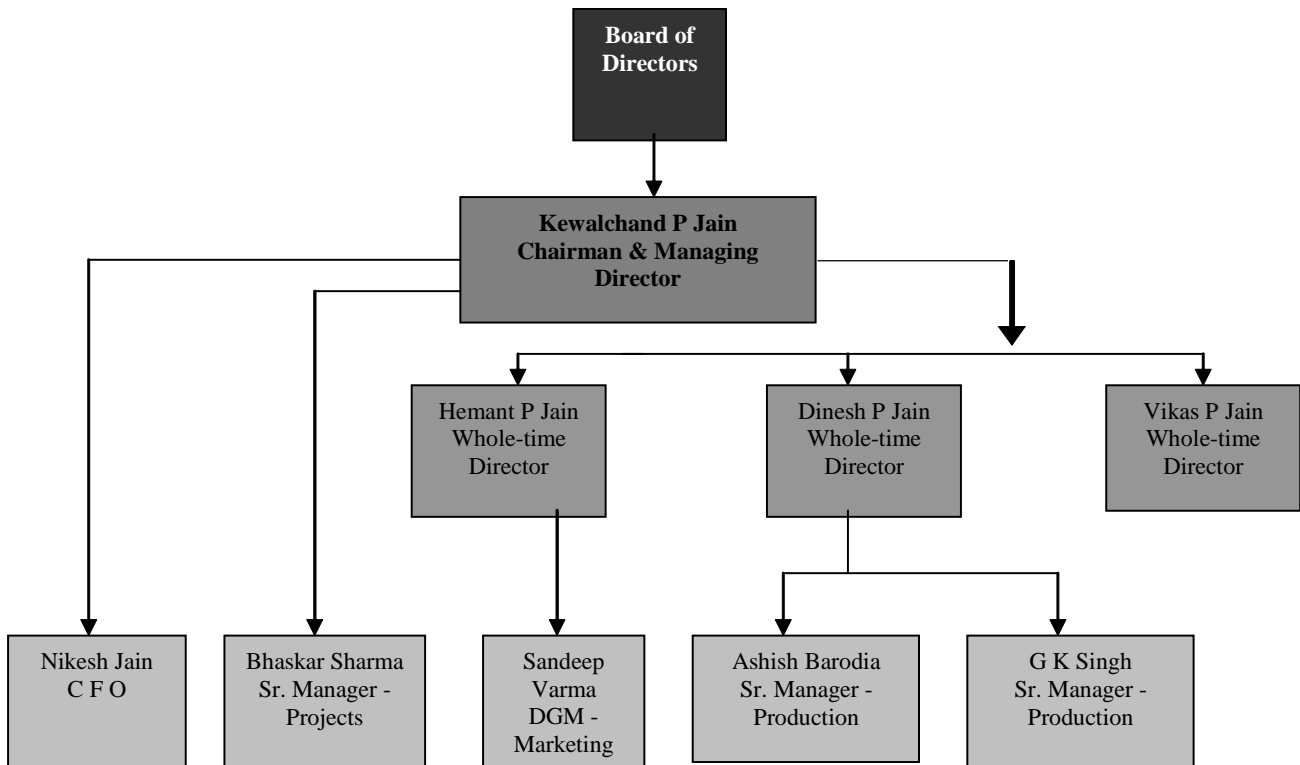 Board of
Directors
Kewalchand P Jain
Chairman & Managing
Director
Hemant P Jain
Whole-time
Director
Dinesh P Jain
Whole-time
Director
Vikas P Jain
Whole-time
Director
Nikesh Jain
C F O
Bhaskar Sharma
Sr. Manager -
Projects
Sandeep
Varma
DGM -
Marketing
Ashish Barodia
Sr. Manager -
Production
G K Singh
Sr. Manager -
Production